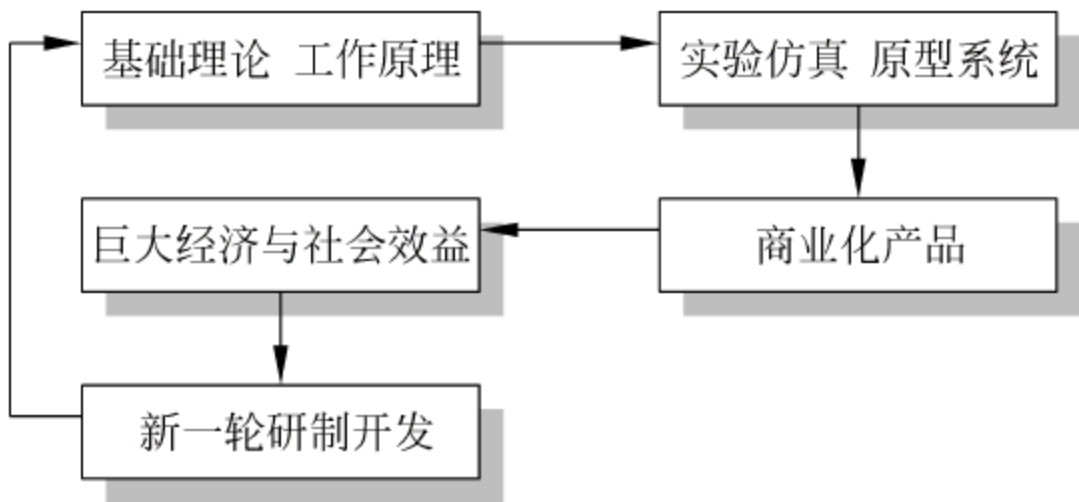 基础理论 工作原理
实验仿真 原型系统
商业化产品
巨大经济与社会效益
新一轮研制开发